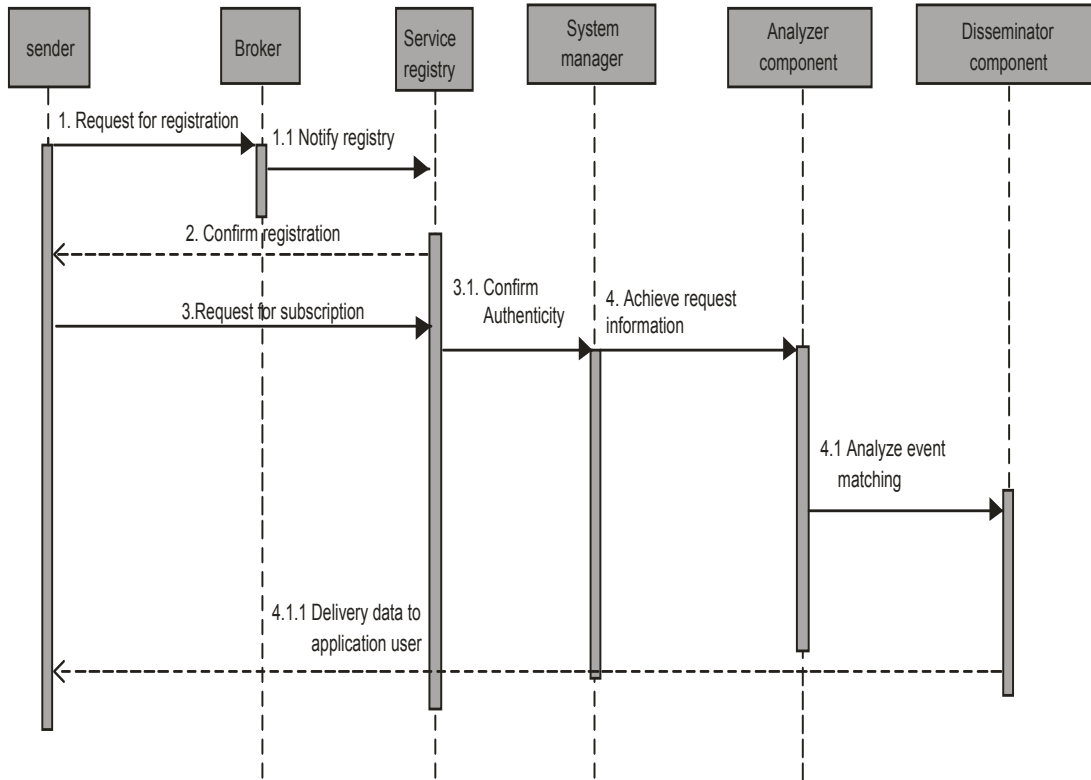 sender
Broker
Service
registry
System
manager
Analyzer
component
Disseminator
component
1. Request for registration
1.1 Notify registry
2. Confirm registration
3.Request for subscription
3.1. Confirm
Authenticity
4. Achieve request
information
4.1 Analyze event
matching
4.1.1 Delivery data to
application user